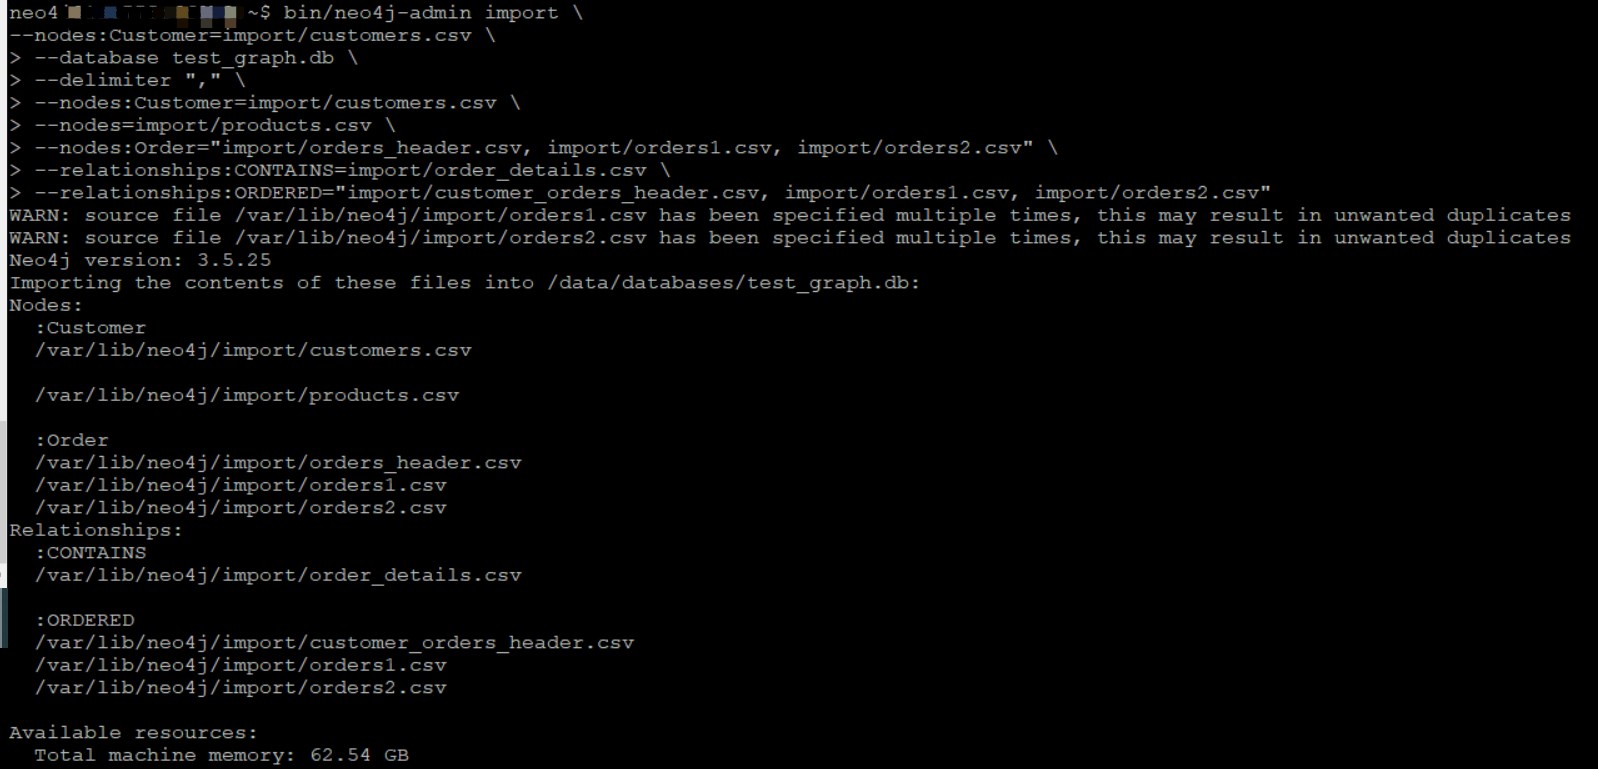 neo4 ~$ bin/neo4j-admin import \
--nodes:Customer=import/customers.csv \
> --database test_graph.db \
> --delimiter "," \
> --nodes:Customer=import/customers.csv \
> --nodes=import/products.csv \
> --nodes:Order="import/orders_header.csv, import/orders1.csv, import/orders2.csv" \
> --relationships:CONTAINS=import/order_details.csv \
> --relationships:ORDERED="import/customer_orders_header.csv, import/orders1.csv, import/orders2.csv"
WARN: source file /var/lib/neo4j/import/orders1.csv has been specified multiple times, this may result in unwanted duplicates
WARN: source file /var/lib/neo4j/import/orders2.csv has been specified multiple times, this may result in unwanted duplicates
Neo4j version: 3.5.25
Importing the contents of these files into /data/databases/test_graph.db:
Nodes:
:Customer
/var/lib/neo4j/import/customers.csv
/var/lib/neo4j/import/products.csv
:Order
/var/lib/neo4j/import/orders_header.csv
/var/lib/neo4j/import/orders1.csv
/var/lib/neo4j/import/orders2.csv
Relationships:
:CONTAINS
/var/lib/neo4j/import/order_details.csv
:ORDERED
/var/lib/neo4j/import/customer_orders_header.csv
/var/lib/neo4j/import/orders1.csv
/var/lib/neo4j/import/orders2.csv
Available resources:
Total machine memory: 62.54 GB